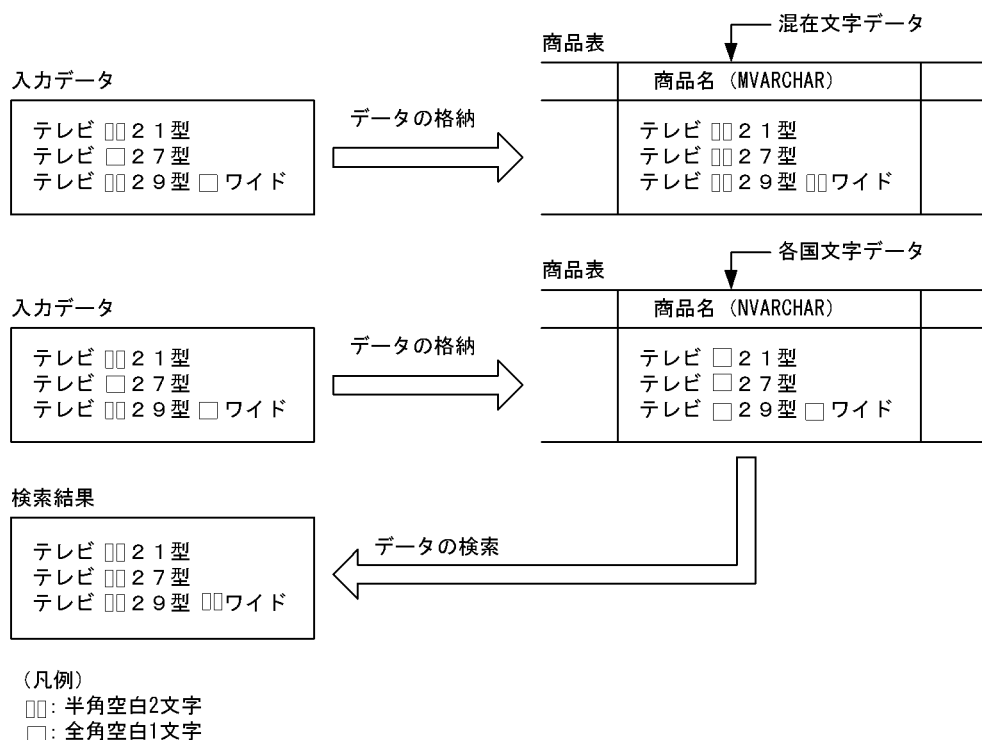 混在文字データ
商品表
入力データ
商品名 (MVARCHAR)
データの格納
テレビ □□２１型
テレビ □２７型
テレビ □□２９型 □ ワイド
テレビ □□２１型
テレビ □□２７型
テレビ □□２９型 □□ワイド
各国文字データ
商品表
入力データ
商品名 (NVARCHAR)
データの格納
テレビ □□２１型
テレビ □２７型
テレビ □□２９型 □ ワイド
テレビ □２１型
テレビ □２７型
テレビ □２９型 □ ワイド
検索結果
データの検索
テレビ □□２１型
テレビ □□２７型
テレビ □□２９型 □□ワイド
(凡例)
□□: 半角空白2文字
□: 全角空白1文字